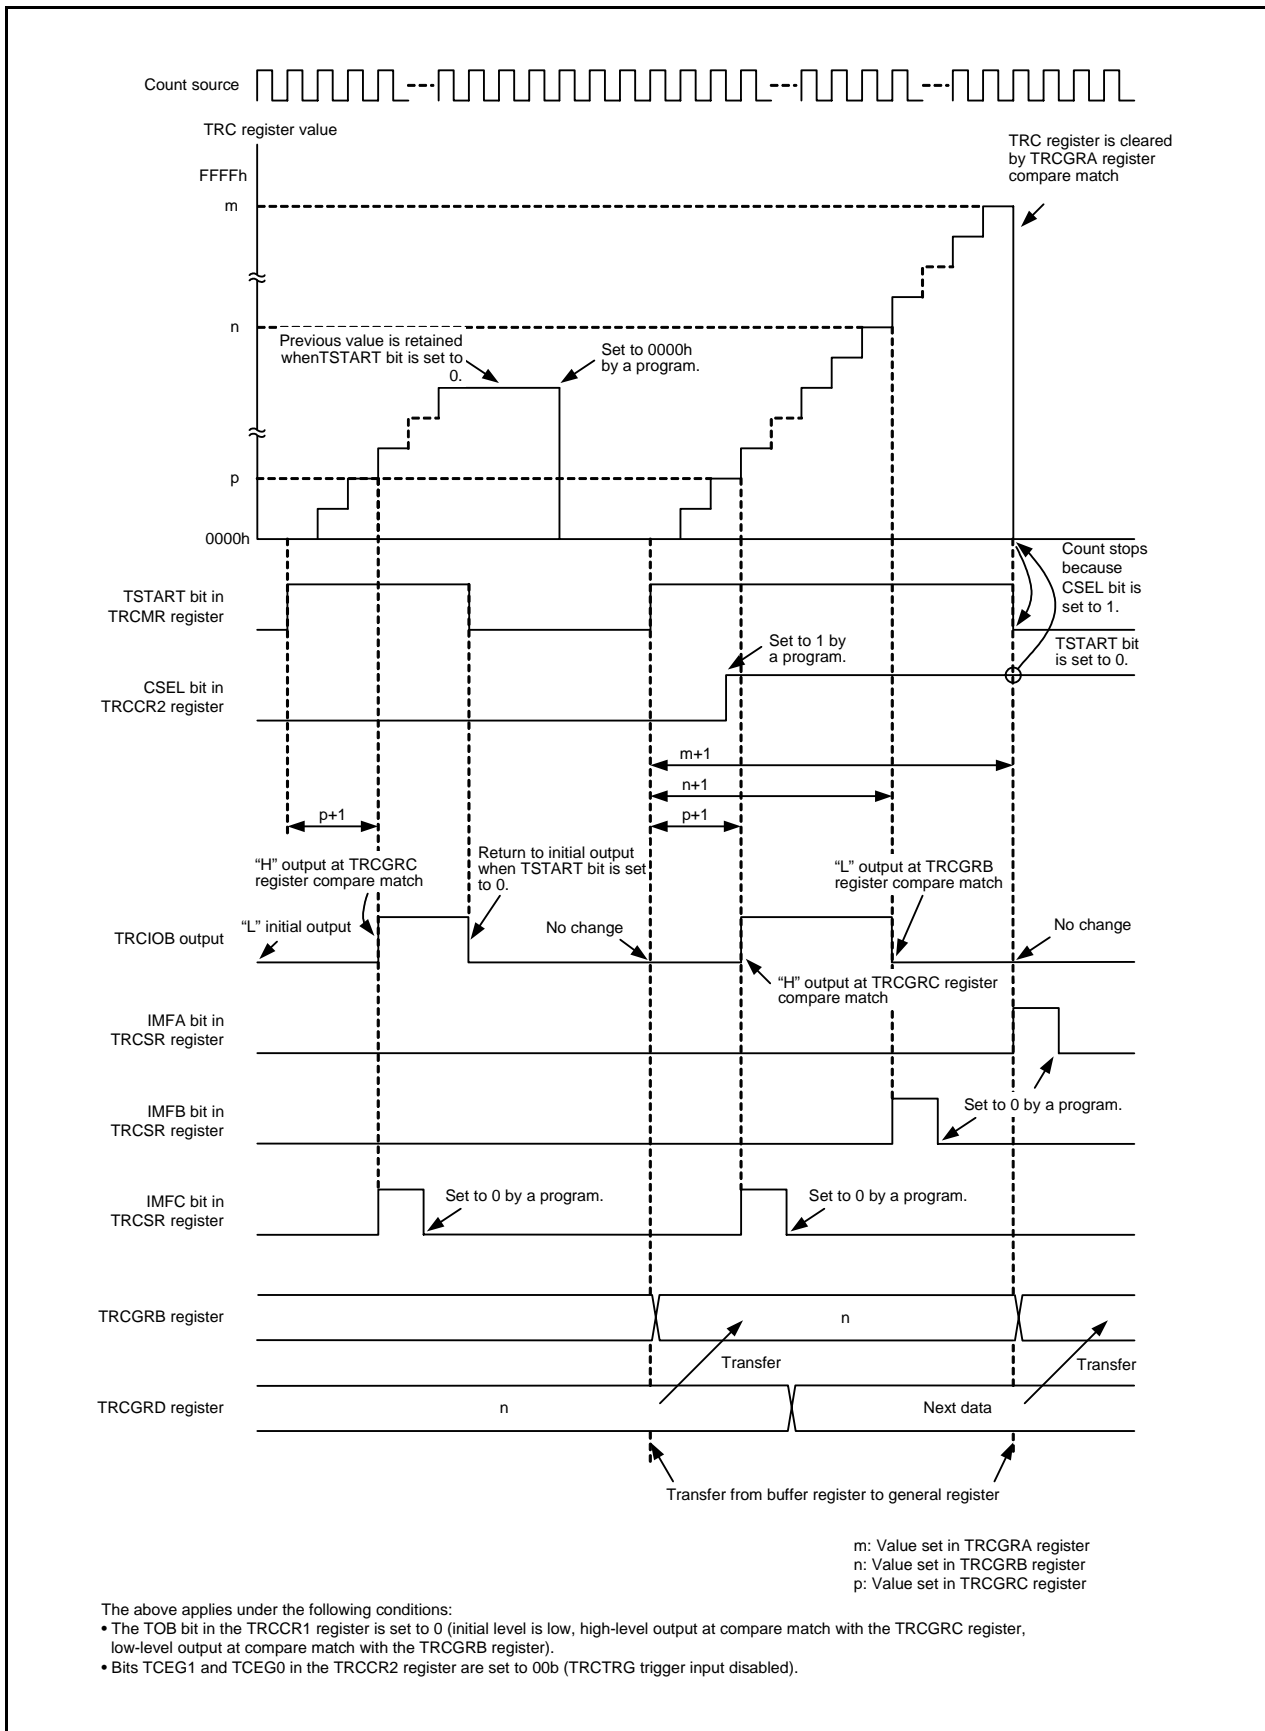 Count source
TRC register value
TRC register is cleared
by TRCGRA register
compare match
FFFFh
m
n
Previous value is retained
whenTSTART bit is set to
0.
Set to 0000h
by a program.
p
0000h
Count stops
because
CSEL bit is
set to 1.
TSTART bit in
TRCMR register
Set to 1 by
a program.
TSTART bit
is set to 0.
CSEL bit in
TRCCR2 register
m+1
n+1
p+1
p+1
“H” output at TRCGRC
register compare match
Return to initial output
when TSTART bit is set
to 0.
“L” output at TRCGRB
register compare match
“L” initial output
No change
No change
TRCIOB output
“H” output at TRCGRC register
compare match
IMFA bit in
TRCSR register
IMFB bit in
TRCSR register
Set to 0 by a program.
IMFC bit in
TRCSR register
Set to 0 by a program.
Set to 0 by a program.
TRCGRB register
n
Transfer
Transfer
TRCGRD register
n
Next data
Transfer from buffer register to general register
m: Value set in TRCGRA register
n: Value set in TRCGRB register
p: Value set in TRCGRC register
The above applies under the following conditions:
• The TOB bit in the TRCCR1 register is set to 0 (initial level is low, high-level output at compare match with the TRCGRC register,
low-level output at compare match with the TRCGRB register).
• Bits TCEG1 and TCEG0 in the TRCCR2 register are set to 00b (TRCTRG trigger input disabled).